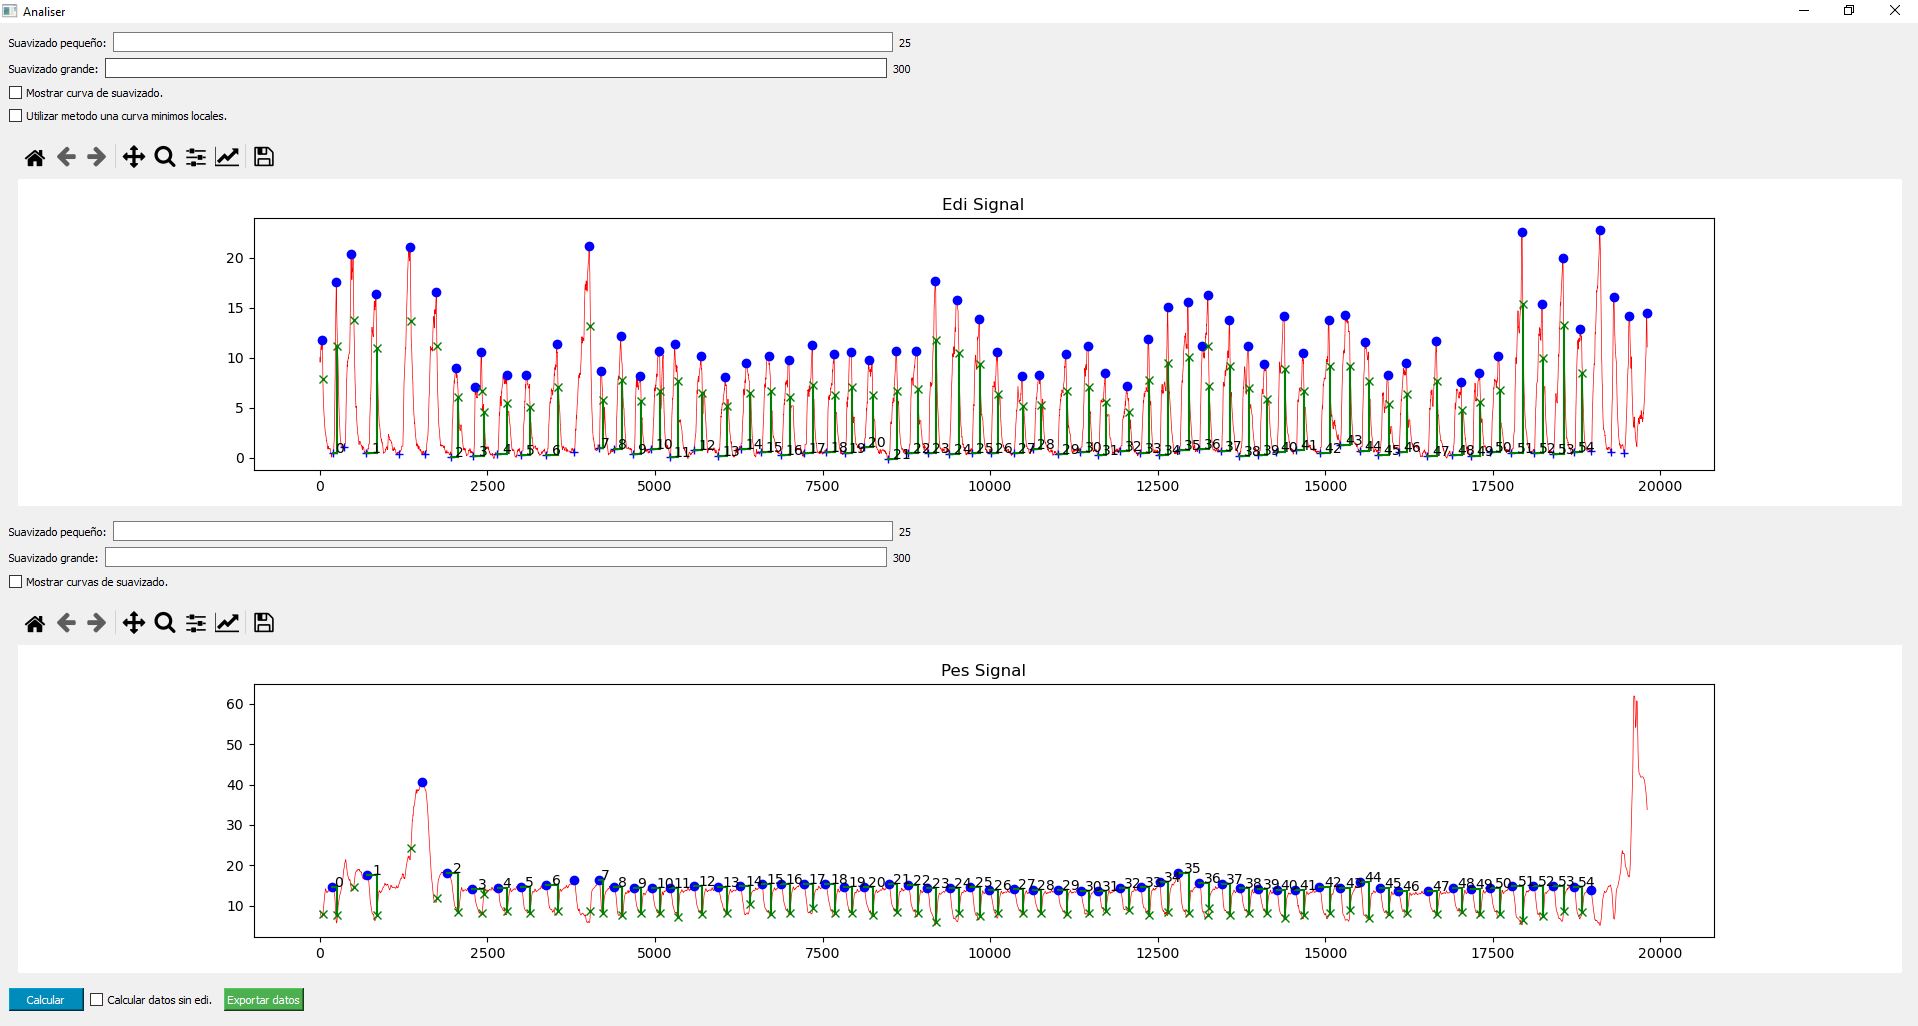 Analiser
Suavizado pequeño: 25
Suavizado grande: 300
Mostrar curva de suavizado.
Utilizar metodo una curva minimos locales.
Edi Signal
20
15
10
5
0
0 1 2 3 4 5 6 7 8 9 10 11 12 13 14 15 16 17 18 19 20 21 22 23 24 25 26 27 28 29 30 31 32 33 34 35 36 37 38 39 40 41 42 43 44 45 46 47 48 49 50 51 52 53 54
0 2500 5000 7500 10000 12500 15000 17500 20000
Suavizado pequeño: 25
Suavizado grande: 300
Mostrar curvas de suavizado.
Pes Signal
60
50
40
30
20
10
0 1 2 3 4 5 6 7 8 9 10 11 12 13 14 15 16 17 18 19 20 21 22 23 24 25 26 27 28 29 30 31 32 33 34 35 36 37 38 39 40 41 42 43 44 45 46 47 48 49 50 51 52 53 54
0 2500 5000 7500 10000 12500 15000 17500 20000
Calcular Calcular datos sin edi. Exportar datos